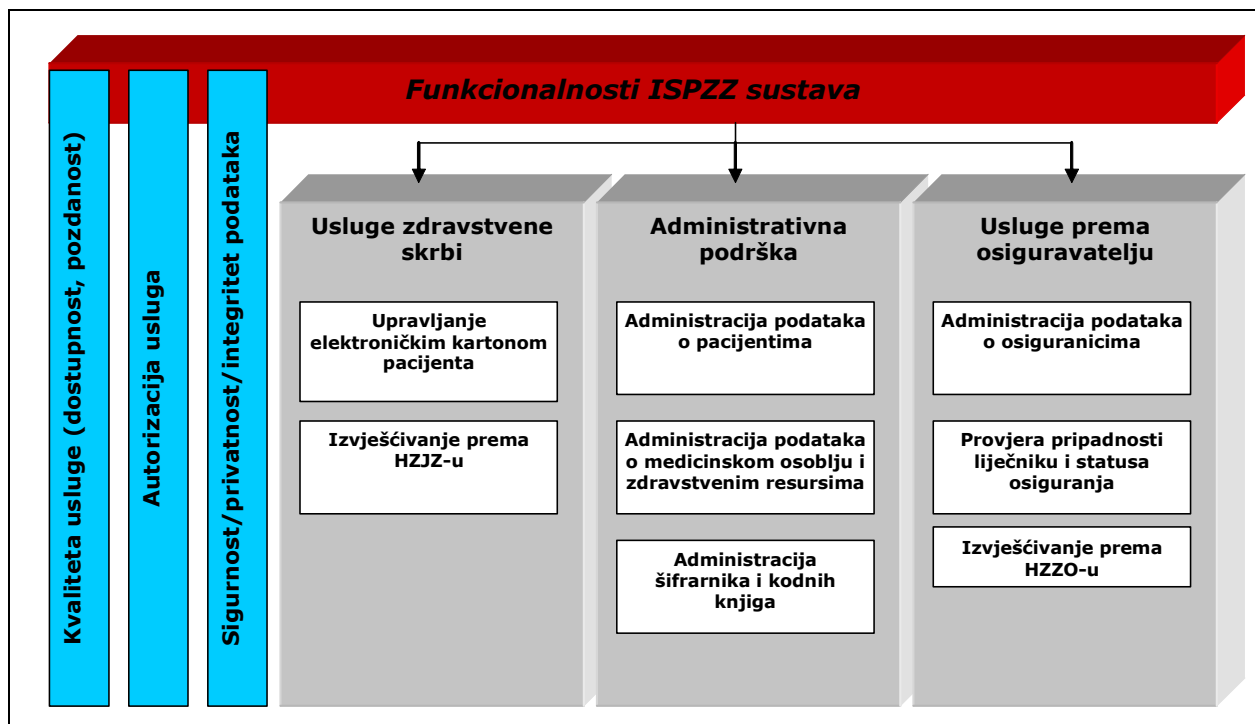 Funkcionalnosti ISPZZ sustava
Kvaliteta usluge (dostupnost, pozdanost)
Autorizacija usluga
Sigurnost/privatnost/integritet podataka
Usluge zdravstvene
skrbi
Upravljanje
elektroničkim kartonom
pacijenta
Izvješćivanje prema
HZJZ-u
Administrativna
podrška
Administracija podataka
o pacijentima
Administracija podataka
o medicinskom osoblju i
zdravstvenim resursima
Administracija
šifrarnika i kodnih
knjiga
Usluge prema
osiguravatelju
Administracija podataka
o osiguranicima
Provjera pripadnosti
liječniku i statusa
osiguranja
Izvješćivanje prema
HZZO-u